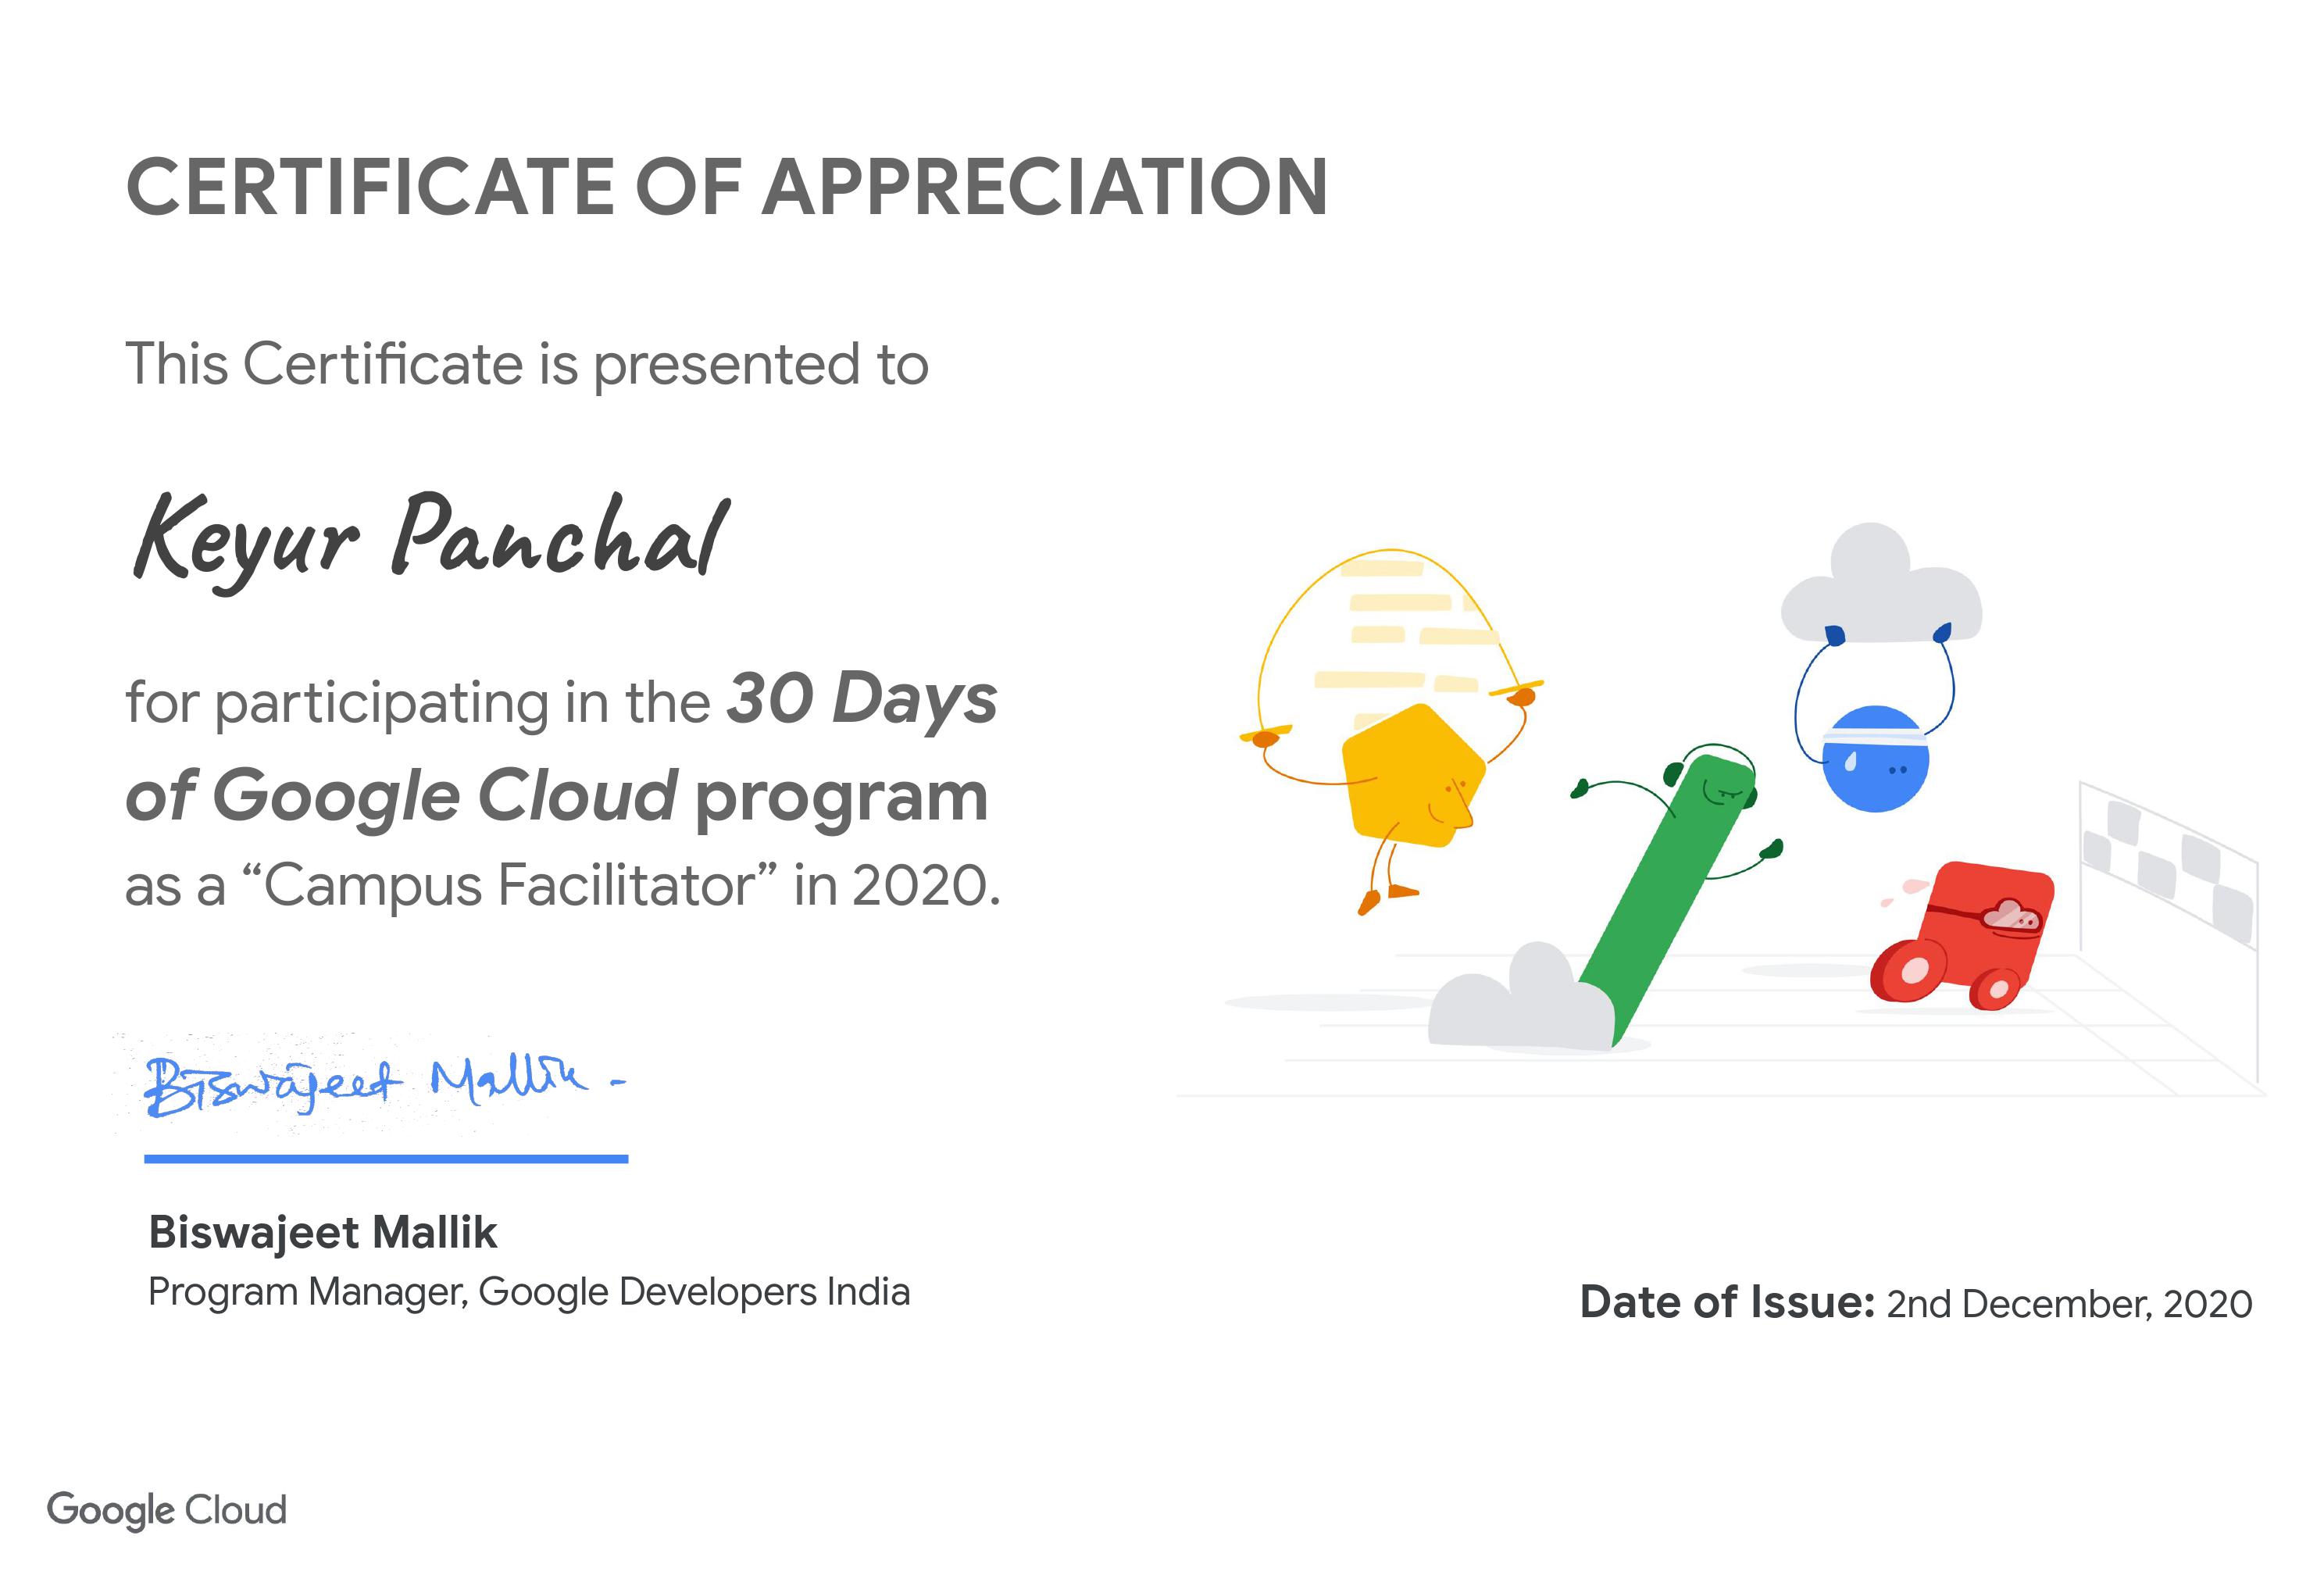 CERTIFICATE OF APPRECIATION
This Certificate is presented to
Keyur Panchal
for participating in the 30 Days
of Google Cloud program
as a “Campus Facilitator” in 2020.
Biswajeet Mallik -
Biswajeet Mallik
Program Manager, Google Developers India
Date of Issue: 2nd December, 2020
Google Cloud